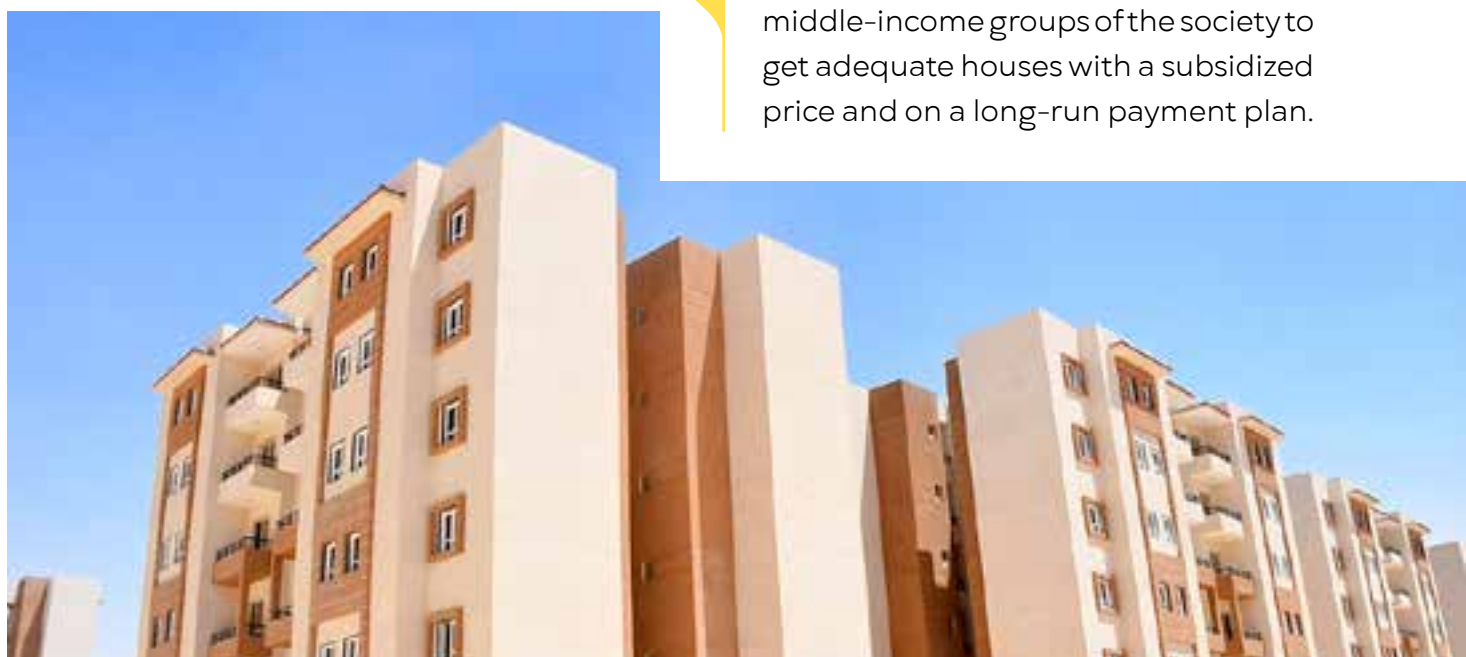 middle-income groups of the society to
get adequate houses with a subsidized
price and on a long-run payment plan.